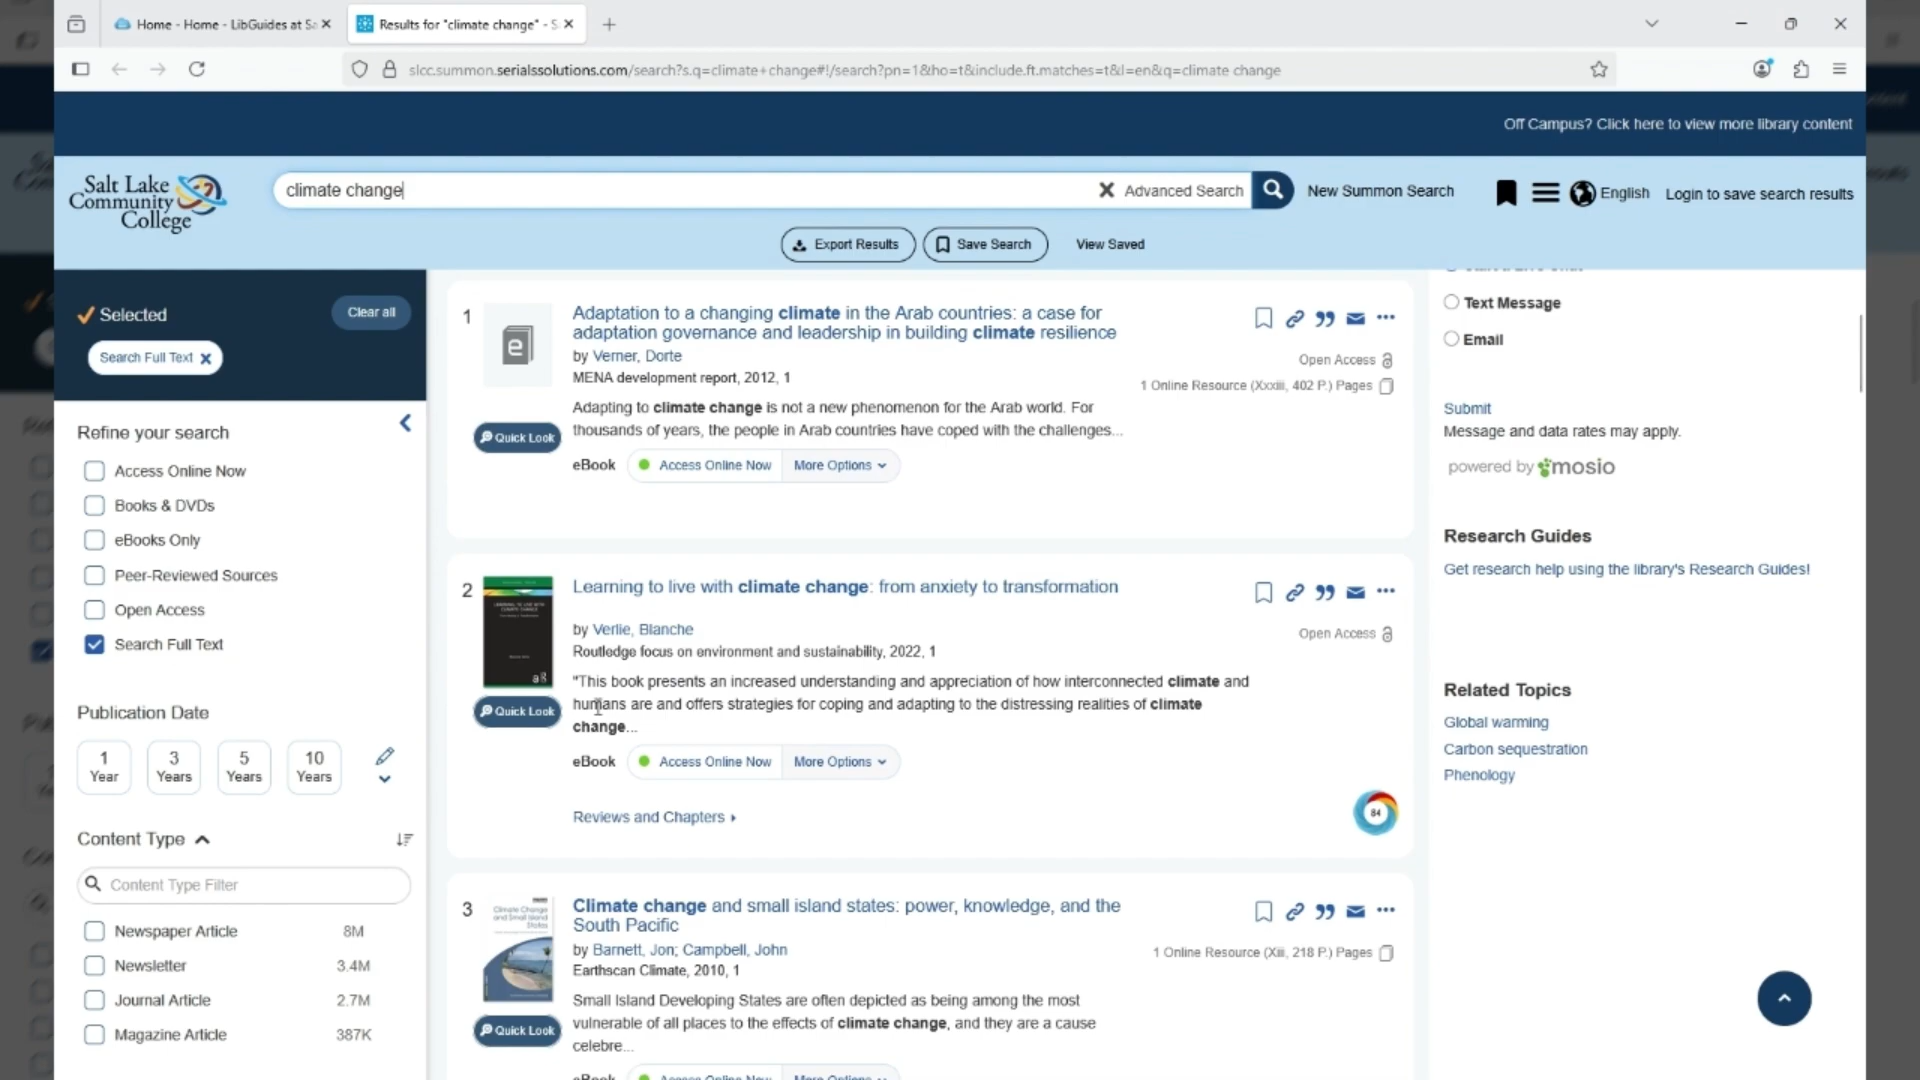 Home - Home - LibGuides at Sa
Results for "climate change" - S
slcc.summon.serialssolutions.com/search?s.q=climate+change#!/search?pn=1&ho=t&include.ft.matches=t&l=en&q=climate change
Off Campus? Click here to view more library content
Salt Lake
Community
College
climate change
Advanced Search
New Summon Search
English
Login to save search results
Export Results
Save Search
View Saved
Selected
Clear all
Search Full Text
Refine your search
Access Online Now
Books & DVDs
eBooks Only
Peer-Reviewed Sources
Open Access
Search Full Text
Publication Date
1
Year
3
Years
5
Years
10
Years
Content Type
Content Type Filter
Newspaper Article 8M
Newsletter 3.4M
Journal Article 2.7M
Magazine Article 387K
1
Adaptation to a changing climate in the Arab countries: a case for
adaptation governance and leadership in building climate resilience
by Verner, Dorte
MENA development report, 2012, 1
Open Access
1 Online Resource (Xxxiii, 402 P.) Pages
Adapting to climate change is not a new phenomenon for the Arab world. For
thousands of years, the people in Arab countries have coped with the challenges...
Quick Look
eBook Access Online Now More Options
2
Learning to live with climate change: from anxiety to transformation
by Verlie, Blanche
Routledge focus on environment and sustainability, 2022, 1
Open Access
"This book presents an increased understanding and appreciation of how interconnected climate and
humans are and offers strategies for coping and adapting to the distressing realities of climate
change...
Quick Look
eBook Access Online Now More Options
Reviews and Chapters
84
3
Climate change and small island states: power, knowledge, and the
South Pacific
by Barnett, Jon; Campbell, John
Earthscan Climate, 2010, 1
1 Online Resource (Xiii, 218 P.) Pages
Climate Change
and Small Island
States
Small Island Developing States are often depicted as being among the most
vulnerable of all places to the effects of climate change, and they are a cause
celebre...
Quick Look
eBook Access Online Now More Options
Text Message
Email
Submit
Message and data rates may apply.
powered by mosio
Research Guides
Get research help using the library's Research Guides!
Related Topics
Global warming
Carbon sequestration
Phenology